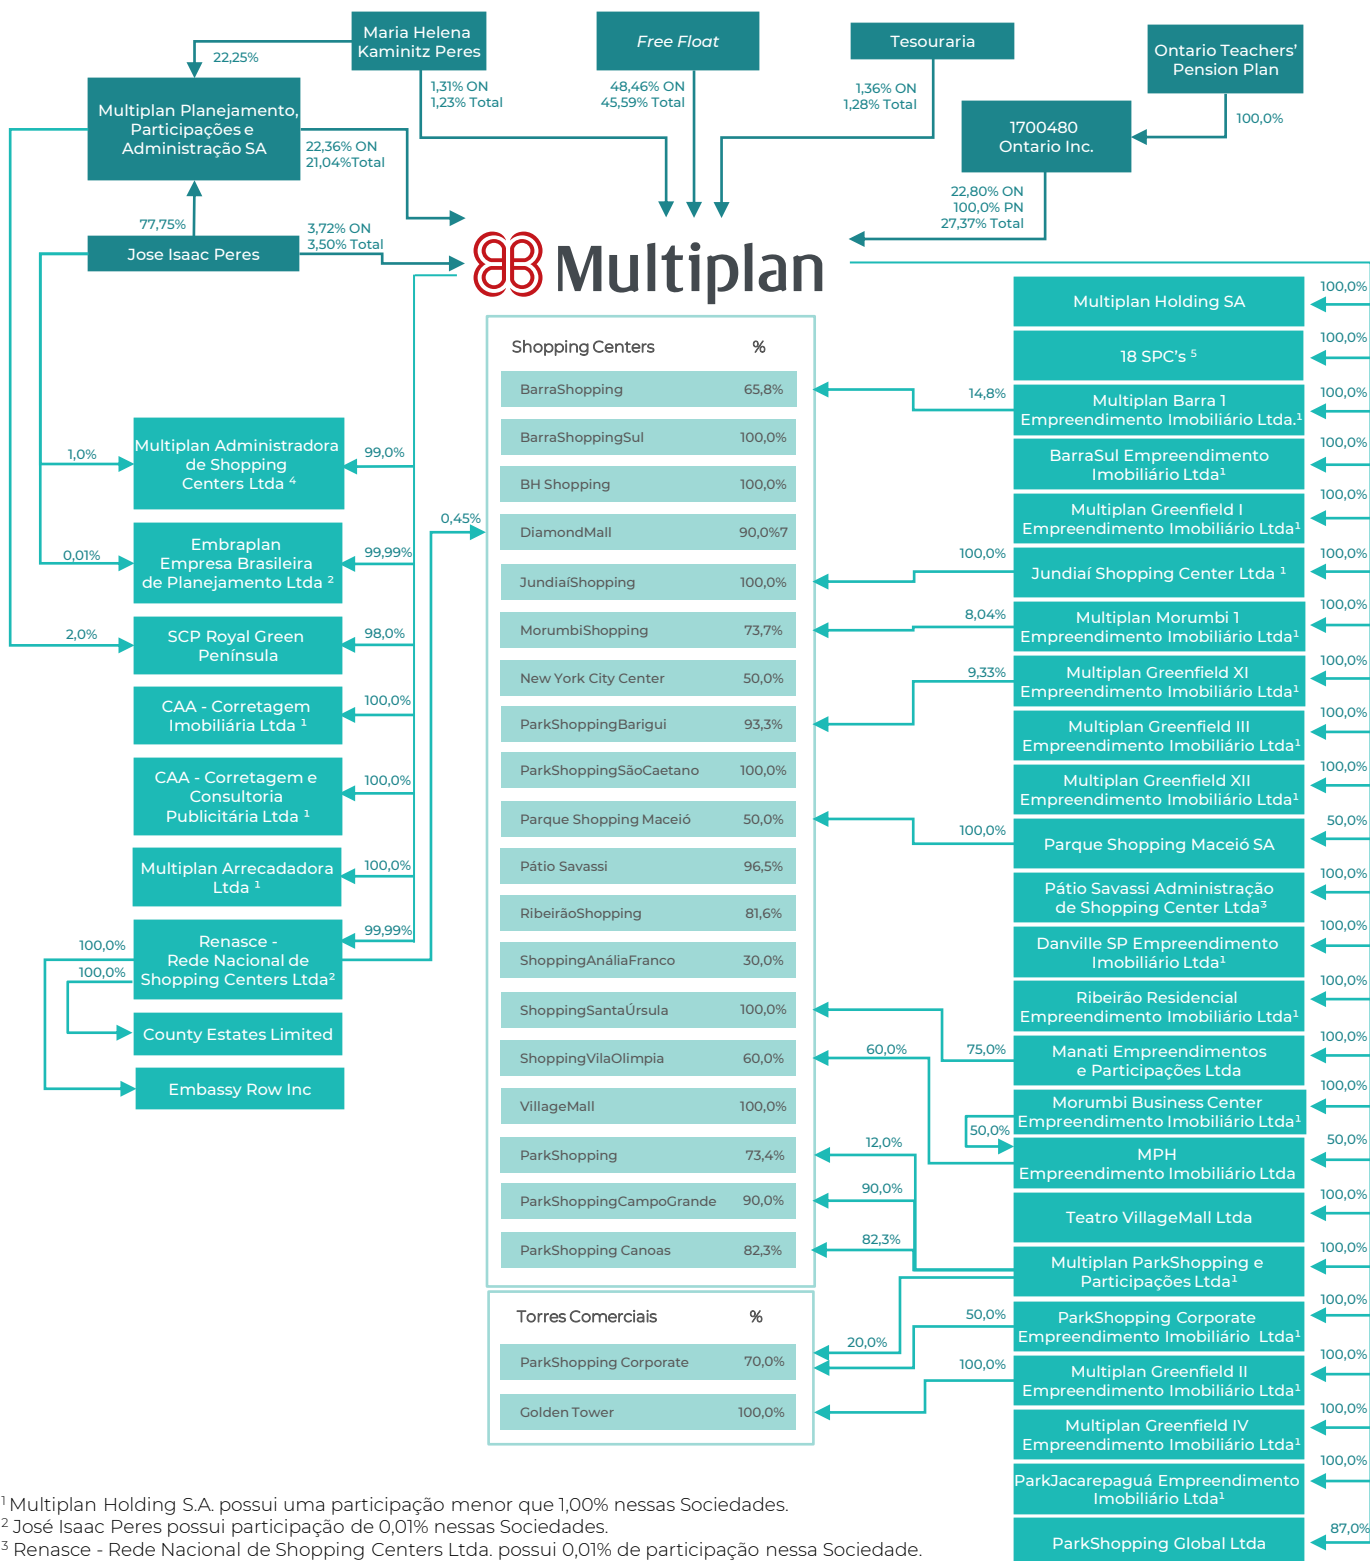 Maria Helena
Kaminitz Peres
Free Float
Tesouraria
Ontario Teachers'
Pension Plan
22,25%
1,31% ON
1,23% Total
48,46% ON
45,59% Total
1,36% ON
1,28% Total
100,0%
Multiplan Planejamento,
Participações e
Administração SA
1700480
Ontario Inc.
22,36% ON
21,04%Total
22,80% ON
100,0% PN
27,37% Total
77,75%
3,72% ON
3,50% Total
Jose Isaac Peres
Multiplan
1,0%
Multiplan Administradora
de Shopping
Centers Ltda ⁴
99,0%
0,01%
Embraplan
Empresa Brasileira
de Planejamento Ltda ²
99,99%
2,0%
SCP Royal Green
Península
98,0%
CAA - Corretagem
Imobiliária Ltda ¹
100,0%
CAA - Corretagem e
Consultoria
Publicitária Ltda ¹
100,0%
Multiplan Arrecadadora
Ltda ¹
100,0%
Renasce -
Rede Nacional de
Shopping Centers Ltda²
99,99%
0,45%
100,0%
100,0%
County Estates Limited
Embassy Row Inc
Shopping Centers %
BarraShopping 65,8%
BarraShoppingSul 100,0%
BH Shopping 100,0%
DiamondMall 90,0%7
JundiaíShopping 100,0%
MorumbiShopping 73,7%
New York City Center 50,0%
ParkShoppingBarigui 93,3%
ParkShoppingSãoCaetano 100,0%
Parque Shopping Maceió 50,0%
Pátio Savassi 96,5%
RibeirãoShopping 81,6%
ShoppingAnáliaFranco 30,0%
ShoppingSantaÚrsula 100,0%
ShoppingVilaOlimpia 60,0%
VillageMall 100,0%
ParkShopping 73,4%
ParkShoppingCampoGrande 90,0%
ParkShopping Canoas 82,3%
Torres Comerciais %
ParkShopping Corporate 70,0%
Golden Tower 100,0%
14,8%
100,0%
8,04%
9,33%
100,0%
75,0%
60,0%
50,0%
12,0%
90,0%
82,3%
50,0%
20,0%
100,0%
Multiplan Holding SA
100,0%
18 SPC's ⁵
100,0%
Multiplan Barra 1
Empreendimento Imobiliário Ltda.¹
100,0%
BarraSul Empreendimento
Imobiliário Ltda¹
100,0%
Multiplan Greenfield I
Empreendimento Imobiliário Ltda¹
100,0%
Jundiaí Shopping Center Ltda ¹
100,0%
Multiplan Morumbi 1
Empreendimento Imobiliário Ltda¹
100,0%
Multiplan Greenfield XI
Empreendimento Imobiliário Ltda¹
100,0%
Multiplan Greenfield III
Empreendimento Imobiliário Ltda¹
100,0%
Multiplan Greenfield XII
Empreendimento Imobiliário Ltda¹
100,0%
Parque Shopping Maceió SA
50,0%
Pátio Savassi Administração
de Shopping Center Ltda³
100,0%
Danville SP Empreendimento
Imobiliário Ltda¹
100,0%
Ribeirão Residencial
Empreendimento Imobiliário Ltda¹
100,0%
Manati Empreendimentos
e Participações Ltda
100,0%
Morumbi Business Center
Empreendimento Imobiliário Ltda¹
100,0%
MPH
Empreendimento Imobiliário Ltda
50,0%
Teatro VillageMall Ltda
100,0%
Multiplan ParkShopping e
Participações Ltda¹
100,0%
ParkShopping Corporate
Empreendimento Imobiliário Ltda¹
100,0%
Multiplan Greenfield II
Empreendimento Imobiliário Ltda¹
100,0%
Multiplan Greenfield IV
Empreendimento Imobiliário Ltda¹
100,0%
ParkJacarepaguá Empreendimento
Imobiliário Ltda¹
100,0%
ParkShopping Global Ltda
87,0%
¹ Multiplan Holding S.A. possui uma participação menor que 1,00% nessas Sociedades.
² José Isaac Peres possui participação de 0,01% nessas Sociedades.
³ Renasce - Rede Nacional de Shopping Centers Ltda. possui 0,01% de participação nessa Sociedade.